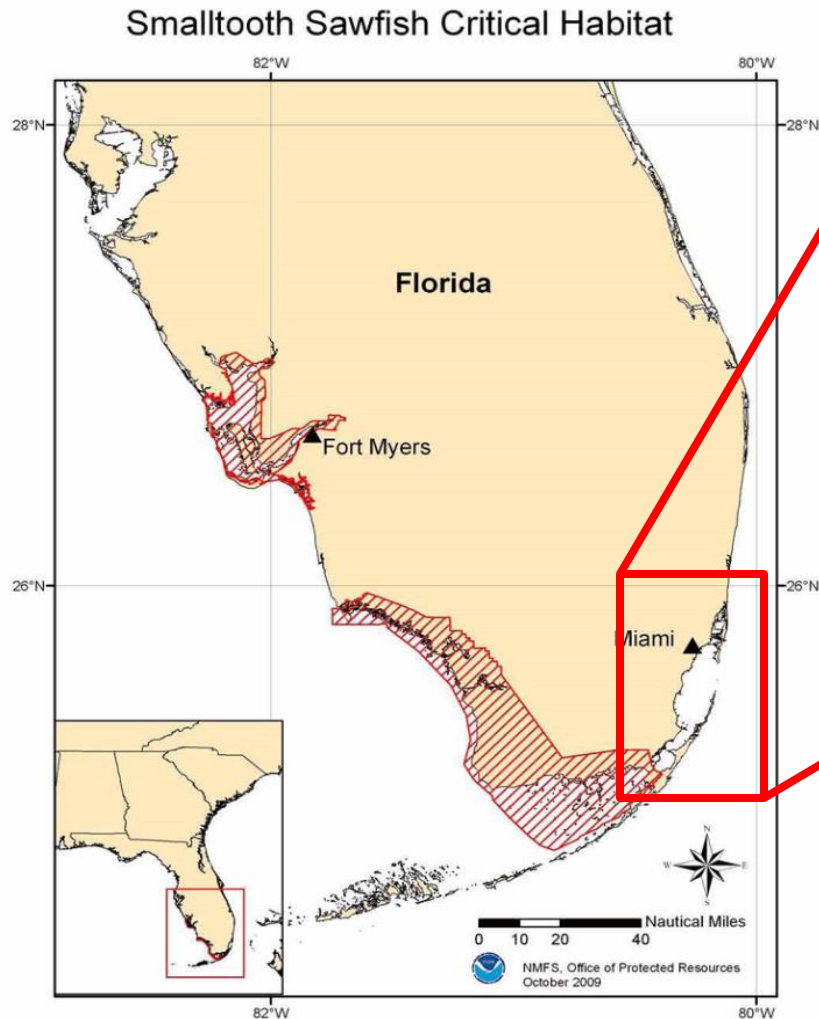 Smalltooth Sawfish Critical Habitat
82°W 80°W
28°N 28°N
Florida
Fort Myers
26°N 26°N
Miami
N
W E
S
Nautical Miles
0 10 20 40
NMFS, Office of Protected Resources
October 2009
82°W 80°W